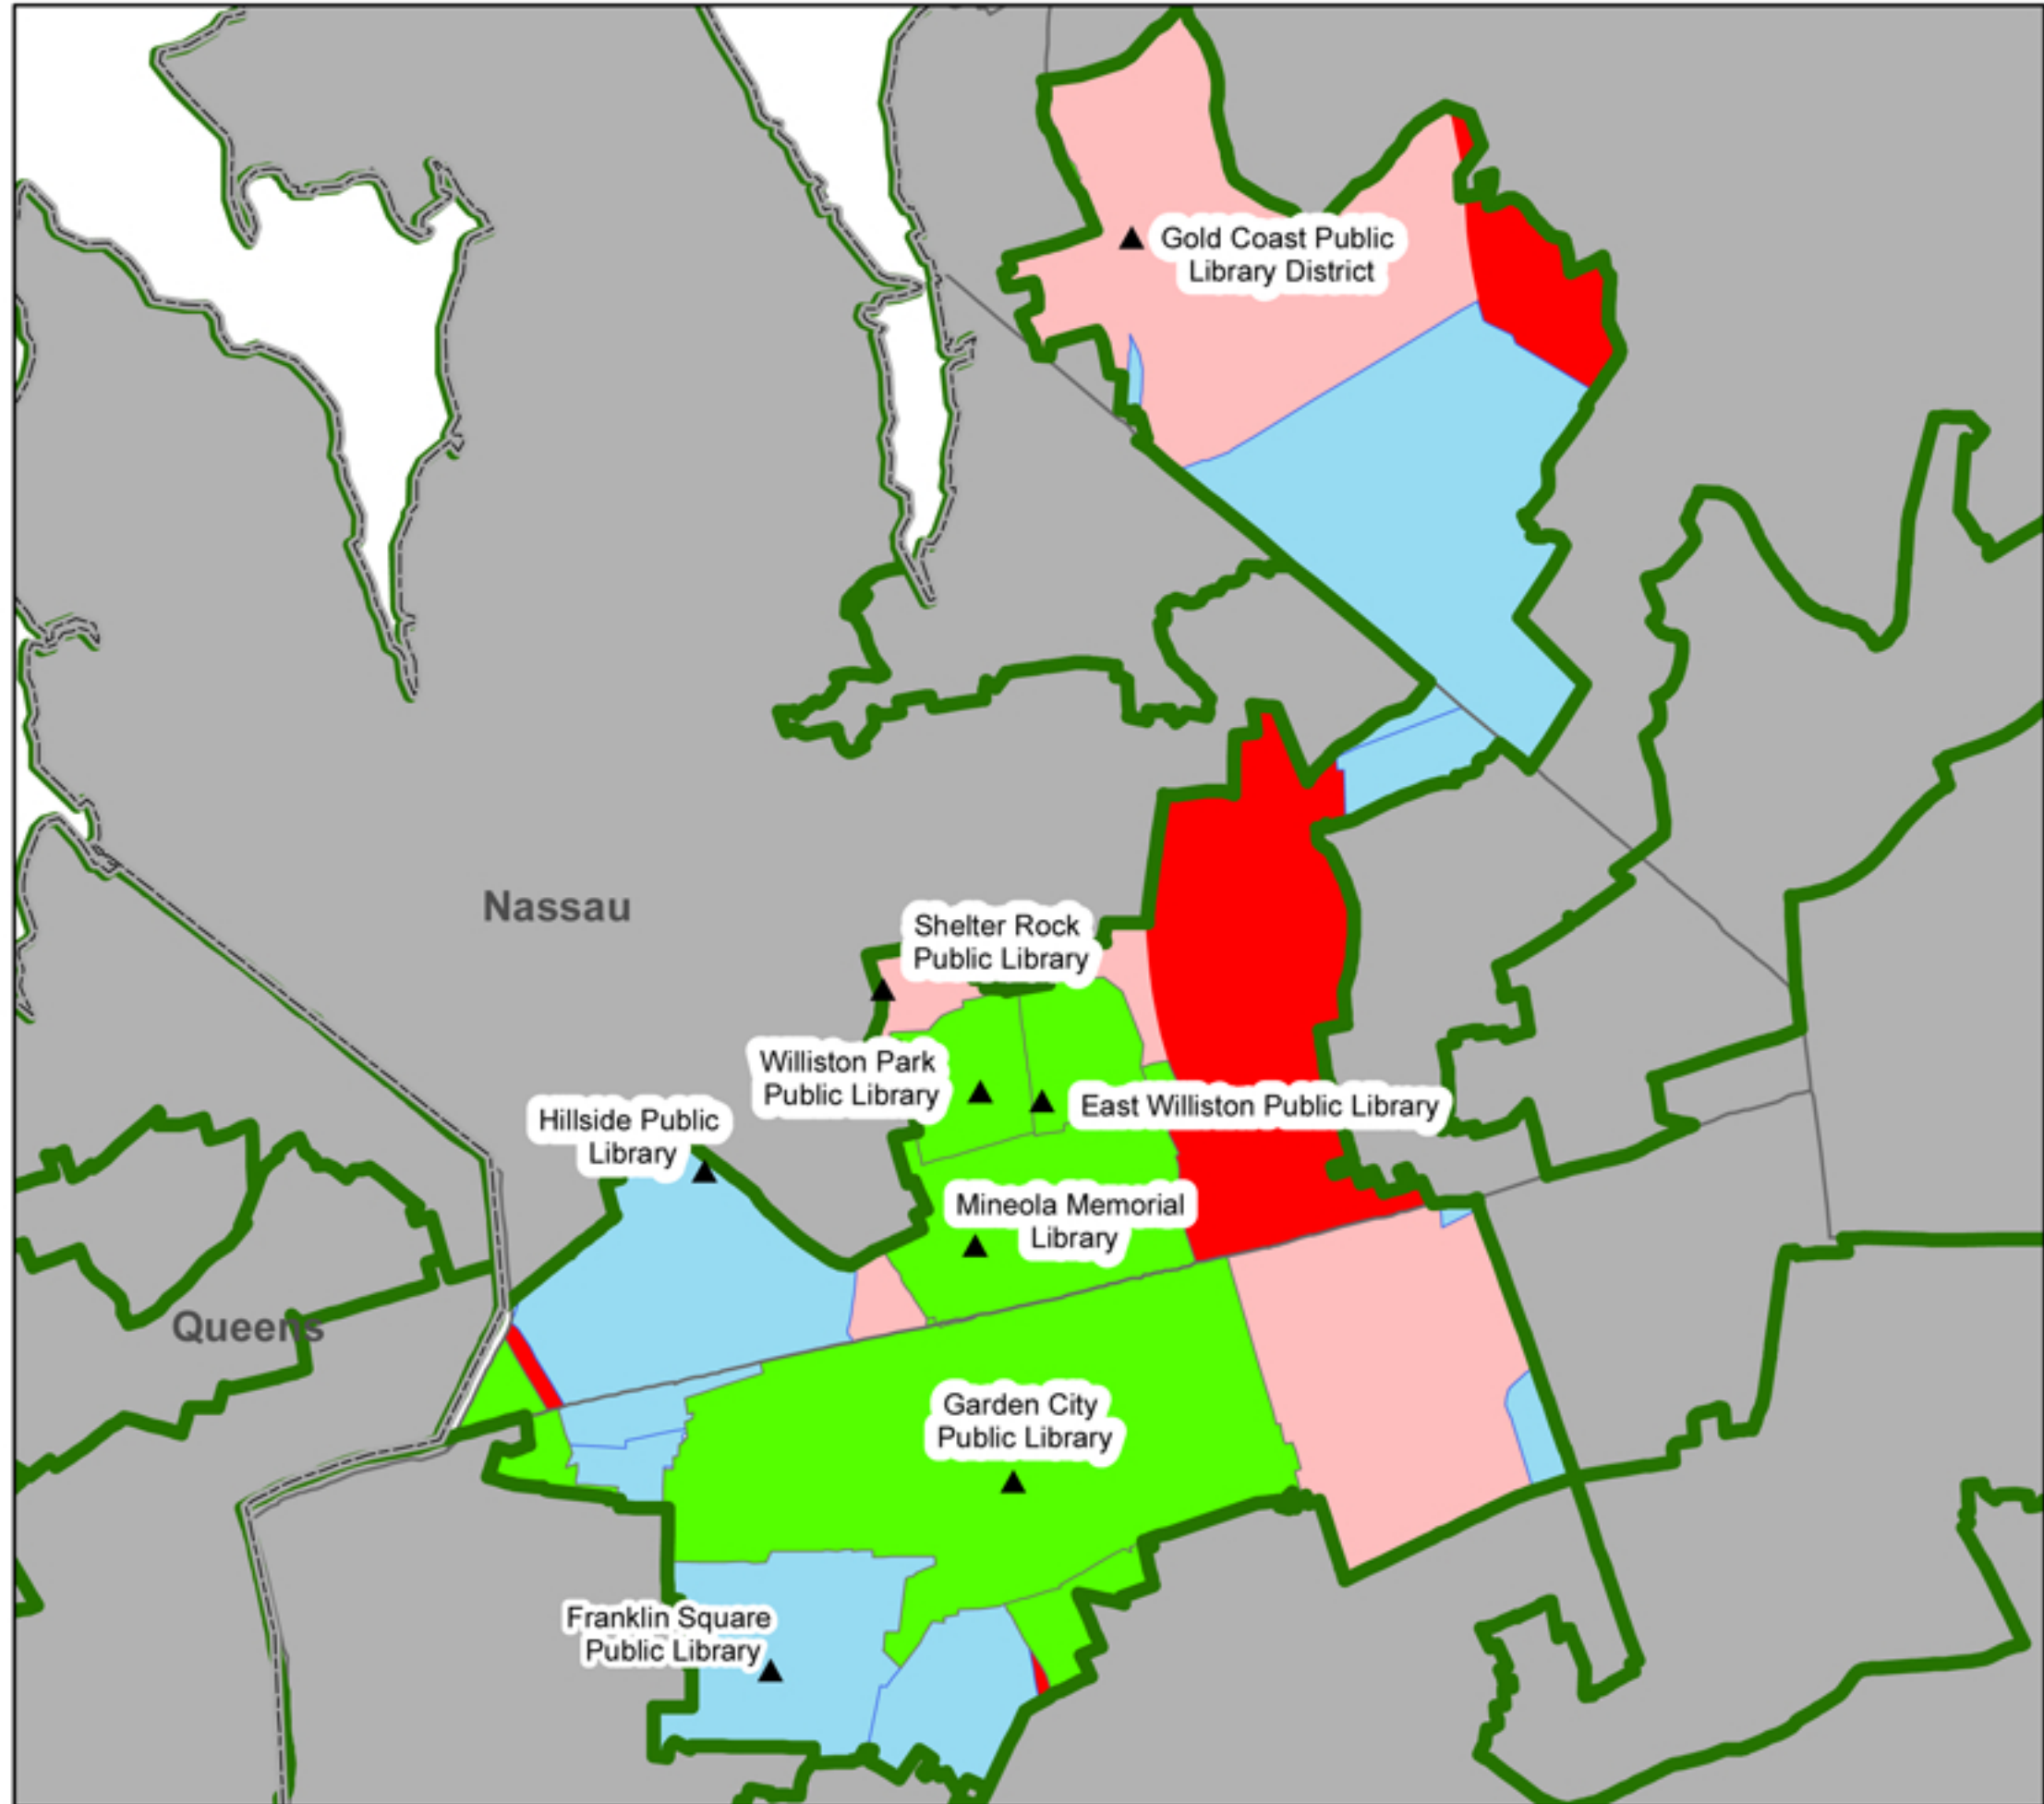 Gold Coast Public
Library District
Nassau
Shelter Rock
Public Library
Williston Park
Public Library
East Williston Public Library
Hillside Public
Library
Mineola Memorial
Library
Queens
Garden City
Public Library
Franklin Square
Public Library